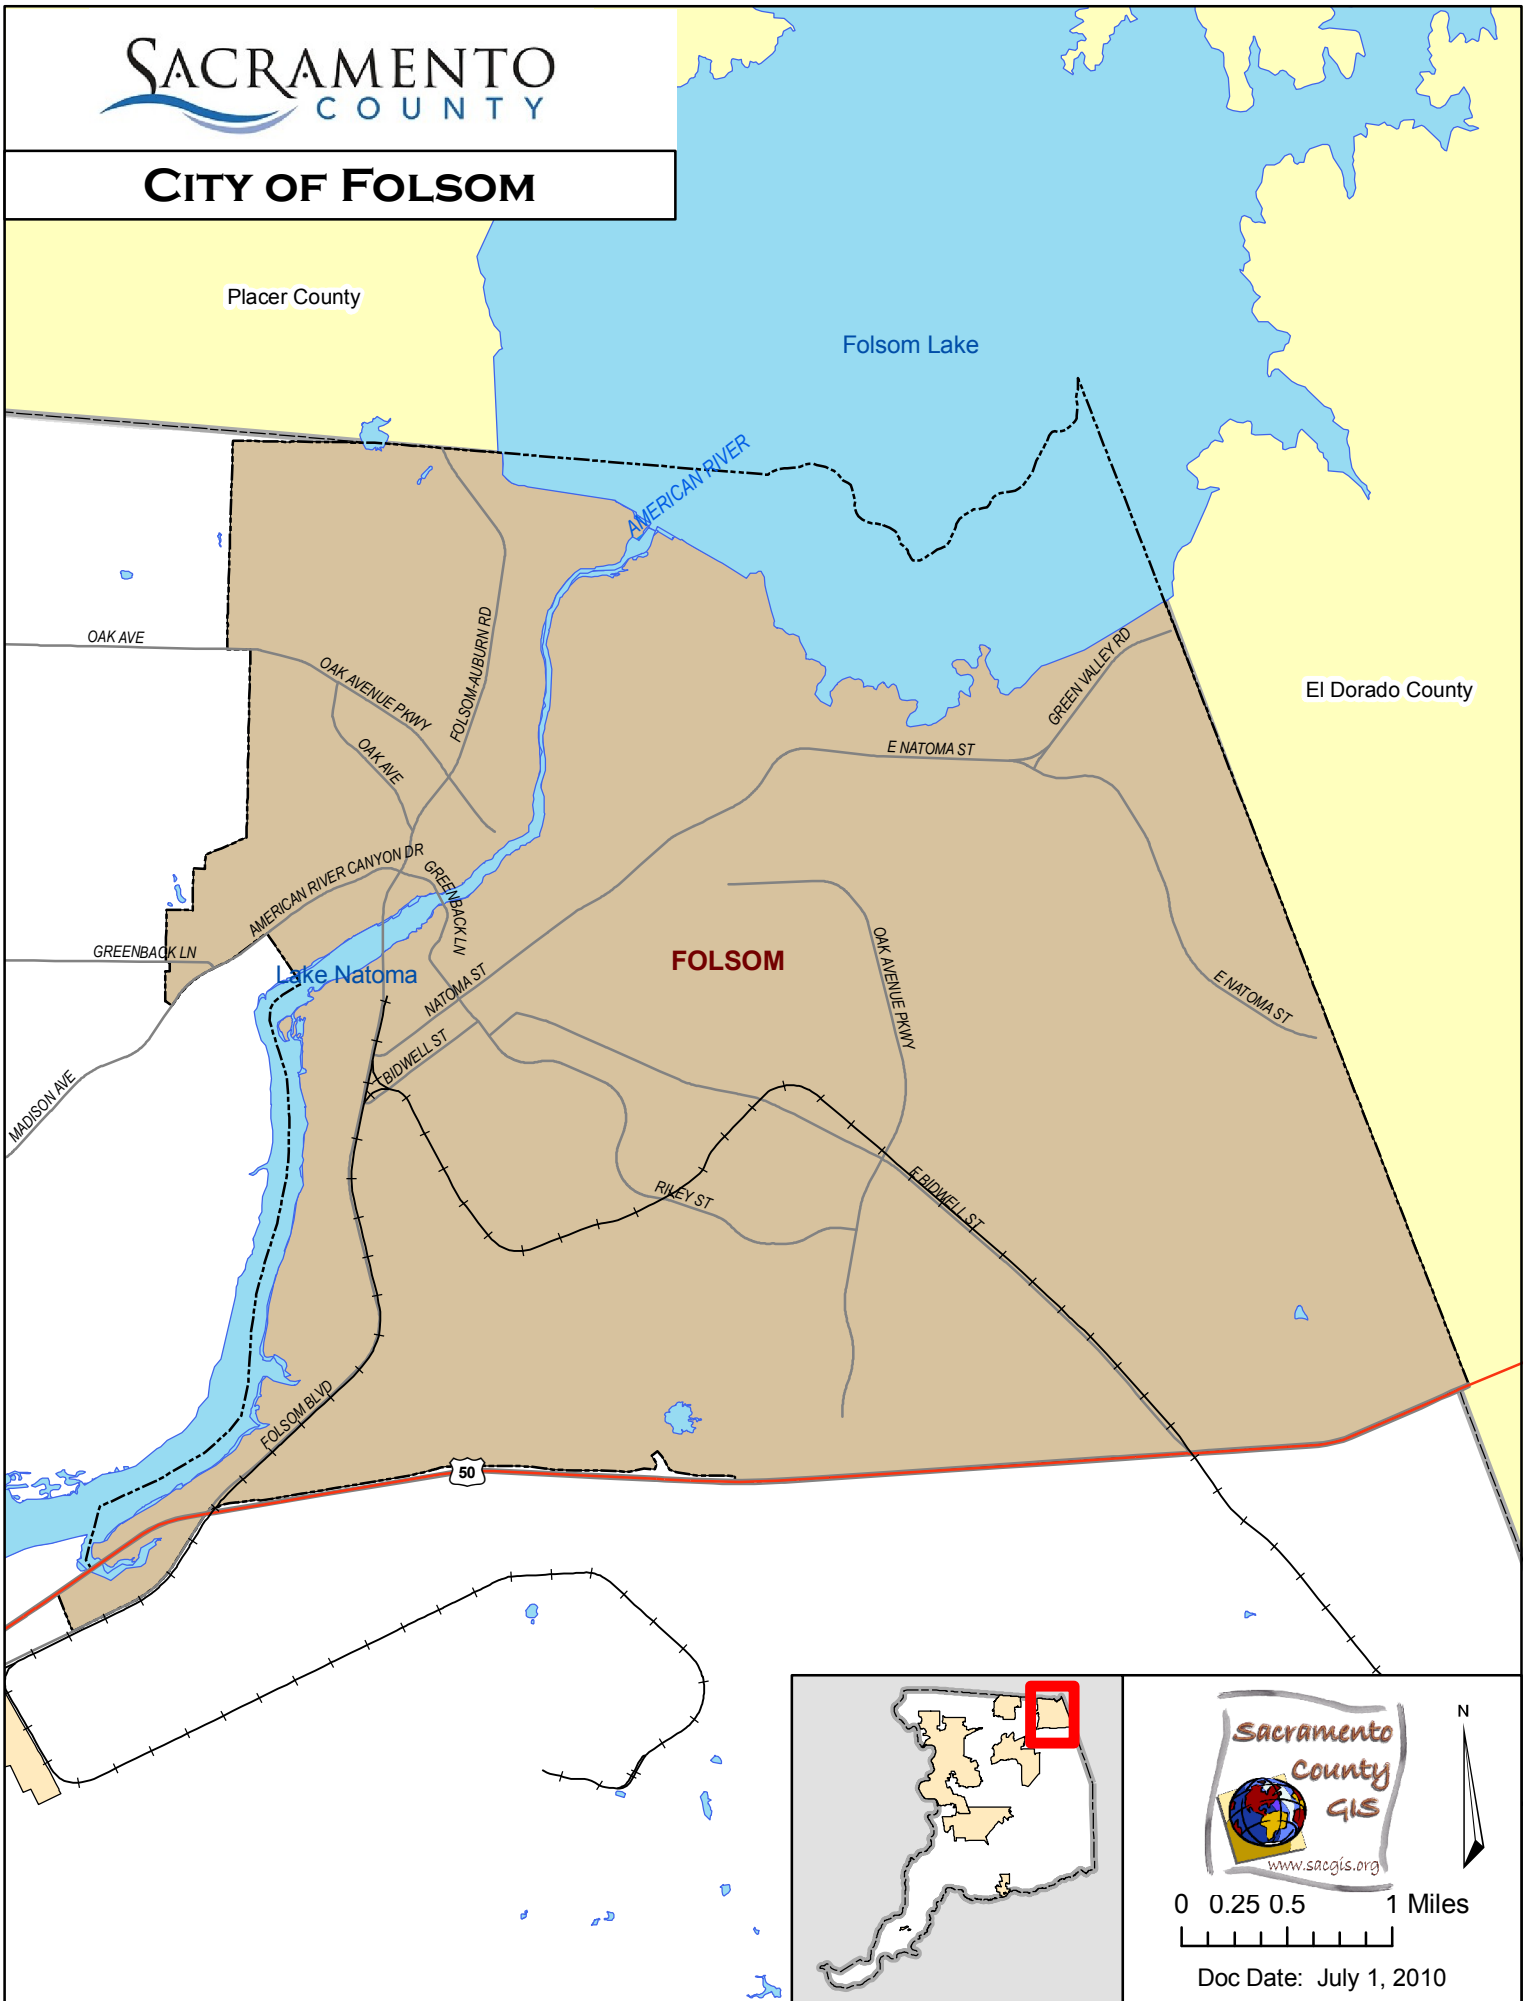 SACRAMENTO
COUNTY
CITY OF FOLSOM
Placer County
Folsom Lake
AMERICAN RIVER
OAK AVE
OAK AVENUE PKWY
FOLSOM-AUBURN RD
OAK AVE
GREEN VALLEY RD
El Dorado County
E NATOMA ST
AMERICAN RIVER CANYON DR
GREENBACK LN
GREENBACK LN
Lake Natoma
FOLSOM
OAK AVENUE PKWY
NATOMA ST
E NATOMA ST
BIDWELL ST
MADISON AVE
RILEY ST
E BIDWELL ST
FOLSOM BLVD
50
Sacramento
County
GIS
www.sacgis.org
N
0 0.25 0.5 1 Miles
Doc Date: July 1, 2010